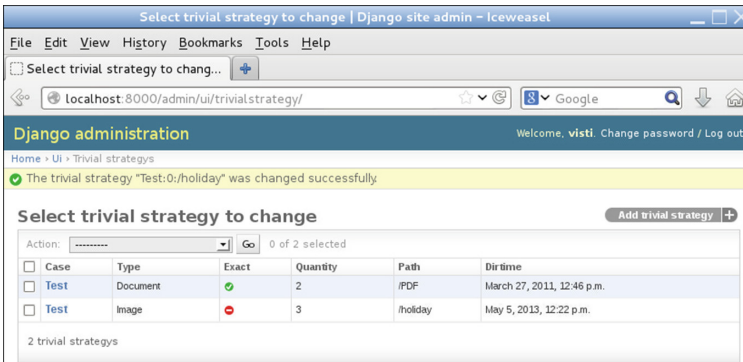 Select trivial strategy to change | Django site admin - Iceweasel
File Edit View History Bookmarks Tools Help
Select trivial strategy to chang...
localhost:8000/admin/ui/trivialstrategy/ Google
Django administration Welcome, visti. Change password / Log out
Home › Ui › Trivial strategys
The trivial strategy "Test:0:/holiday" was changed successfully.
Select trivial strategy to change Add trivial strategy +
Action: --------- Go 0 of 2 selected
Case Type Exact Quantity Path Dirtime
Test Document 2 /PDF March 27, 2011, 12:46 p.m.
Test Image 3 /holiday May 5, 2013, 12:22 p.m.
2 trivial strategys